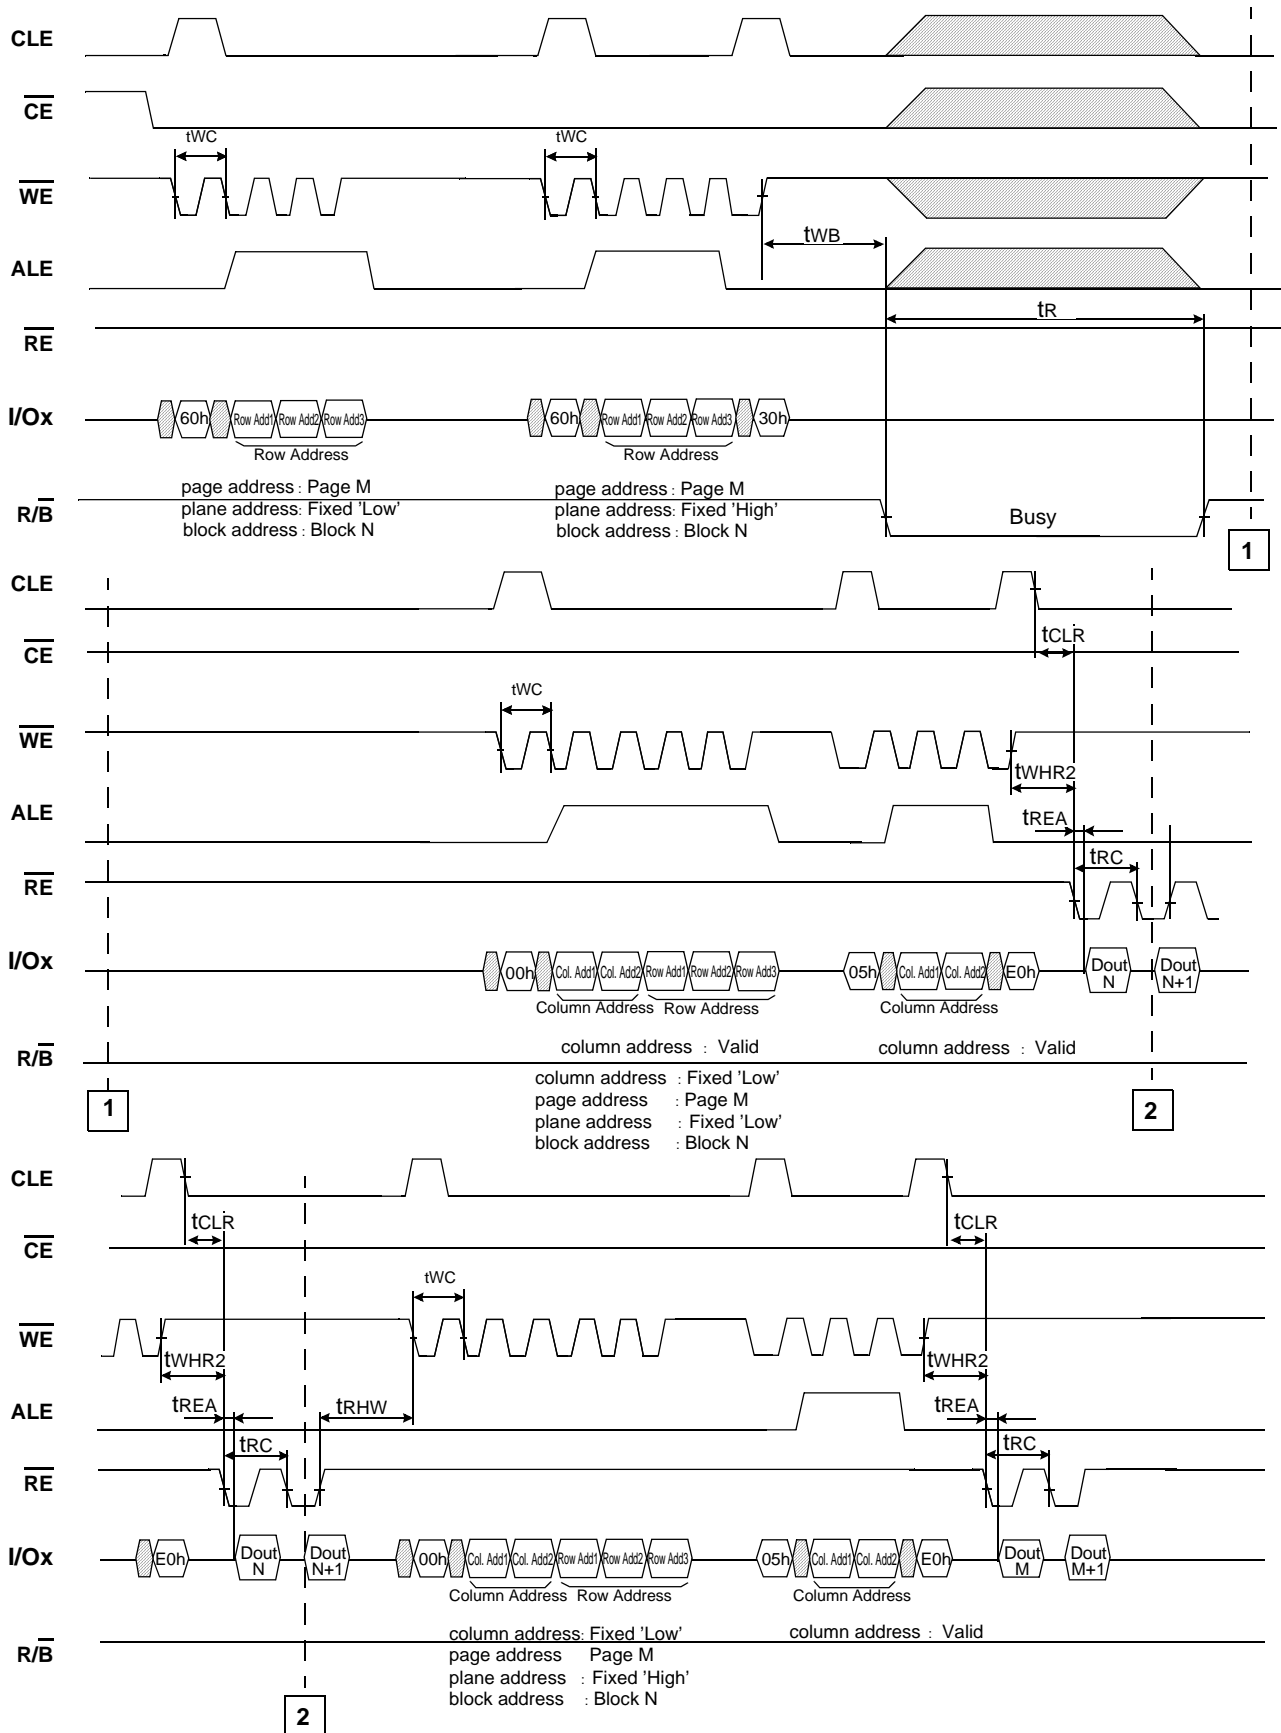 CLE
CE
tWC tWC
WE
tWB
ALE
tR
RE
I/Ox 60h Row Add1 Row Add2 Row Add3 60h Row Add1 Row Add2 Row Add3 30h
Row Address Row Address
page address : Page M page address : Page M
plane address: Fixed 'Low' plane address: Fixed 'High'
block address : Block N block address : Block N
R/B Busy
1
CLE
tCLR
CE
tWC
WE
tWHR2
ALE
tREA
tRC
RE
I/Ox 00h Col. Add1 Col. Add2 Row Add1 Row Add2 Row Add3 05h Col. Add1 Col. Add2 E0h Dout N Dout N+1
Column Address Row Address Column Address
column address : Valid column address : Valid
R/B
column address : Fixed 'Low'
page address : Page M
plane address : Fixed 'Low'
block address : Block N
1 2
CLE
tCLR tCLR
CE
tWC
WE
tWHR2 tWHR2
ALE tREA tRHW tREA
tRC tRC
RE
I/Ox E0h Dout N Dout N+1 00h Col. Add1 Col. Add2 Row Add1 Row Add2 Row Add3 05h Col. Add1 Col. Add2 E0h Dout M Dout M+1
Column Address Row Address Column Address
column address: Fixed 'Low' column address : Valid
R/B
page address Page M
plane address : Fixed 'High'
block address : Block N
2